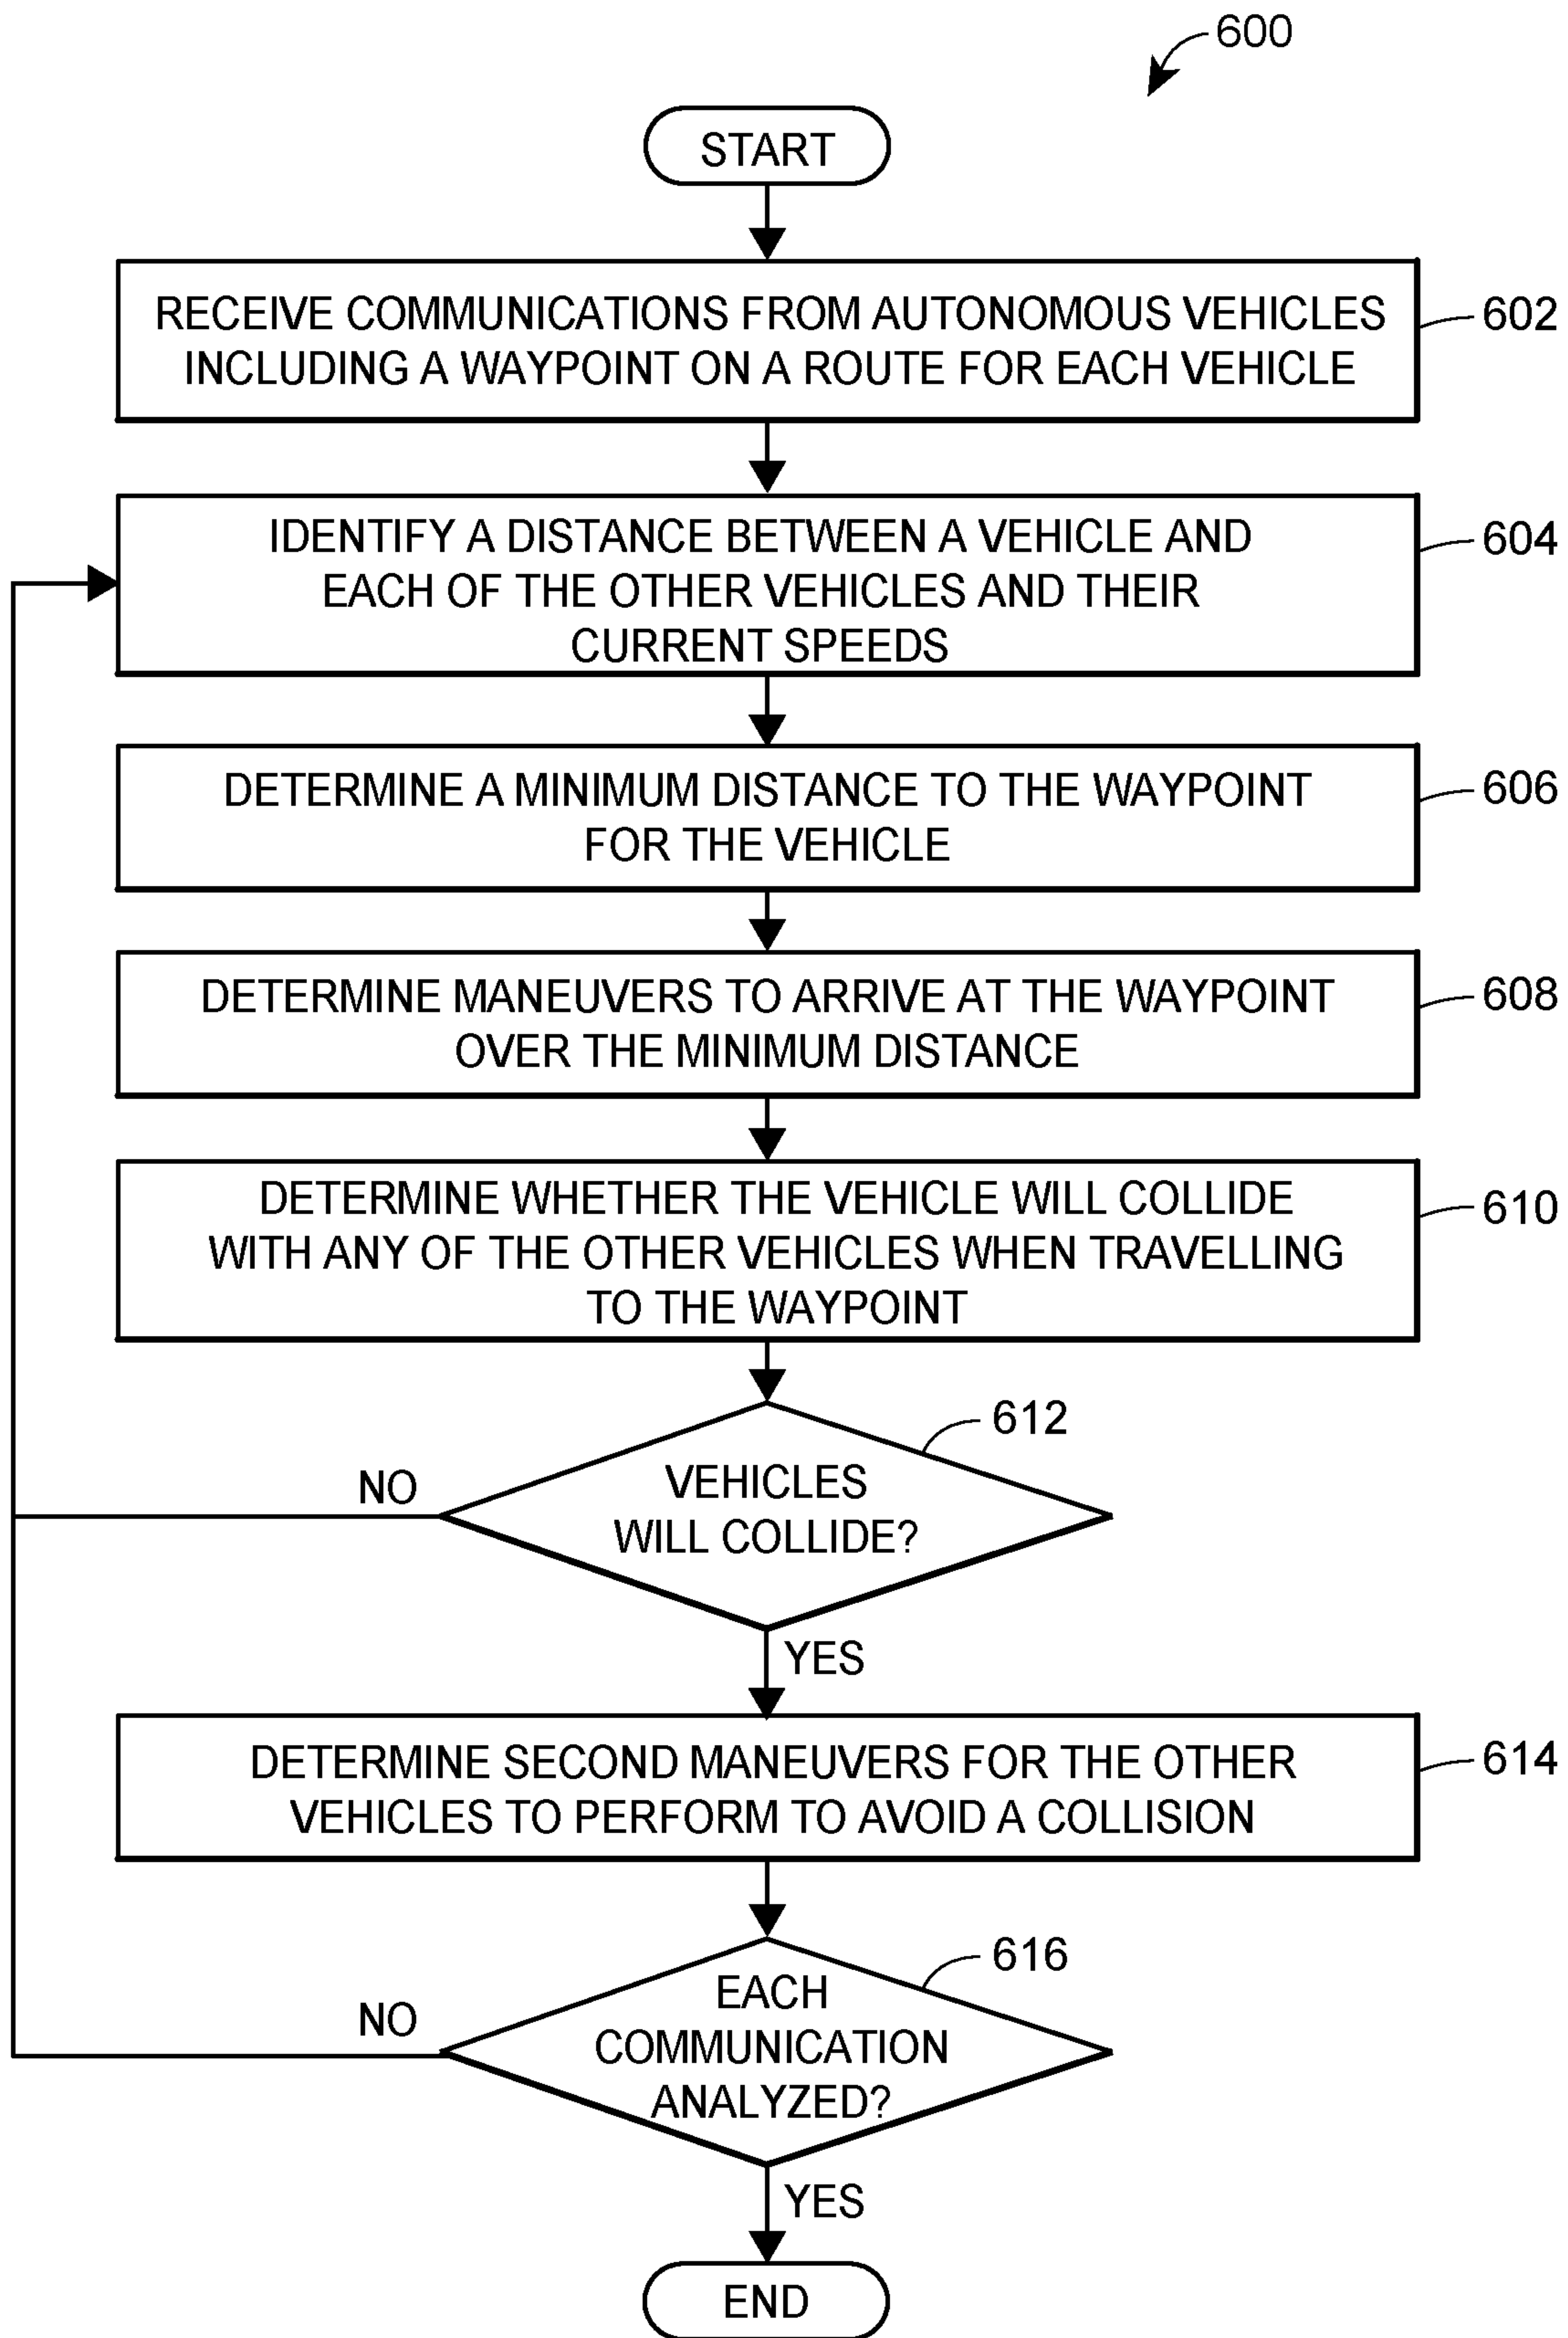 600
START
RECEIVE COMMUNICATIONS FROM AUTONOMOUS VEHICLES
INCLUDING A WAYPOINT ON A ROUTE FOR EACH VEHICLE
602
IDENTIFY A DISTANCE BETWEEN A VEHICLE AND
EACH OF THE OTHER VEHICLES AND THEIR
CURRENT SPEEDS
604
DETERMINE A MINIMUM DISTANCE TO THE WAYPOINT
FOR THE VEHICLE
606
DETERMINE MANEUVERS TO ARRIVE AT THE WAYPOINT
OVER THE MINIMUM DISTANCE
608
DETERMINE WHETHER THE VEHICLE WILL COLLIDE
WITH ANY OF THE OTHER VEHICLES WHEN TRAVELLING
TO THE WAYPOINT
610
612
NO
VEHICLES
WILL COLLIDE?
YES
DETERMINE SECOND MANEUVERS FOR THE OTHER
VEHICLES TO PERFORM TO AVOID A COLLISION
614
616
NO
EACH
COMMUNICATION
ANALYZED?
YES
END